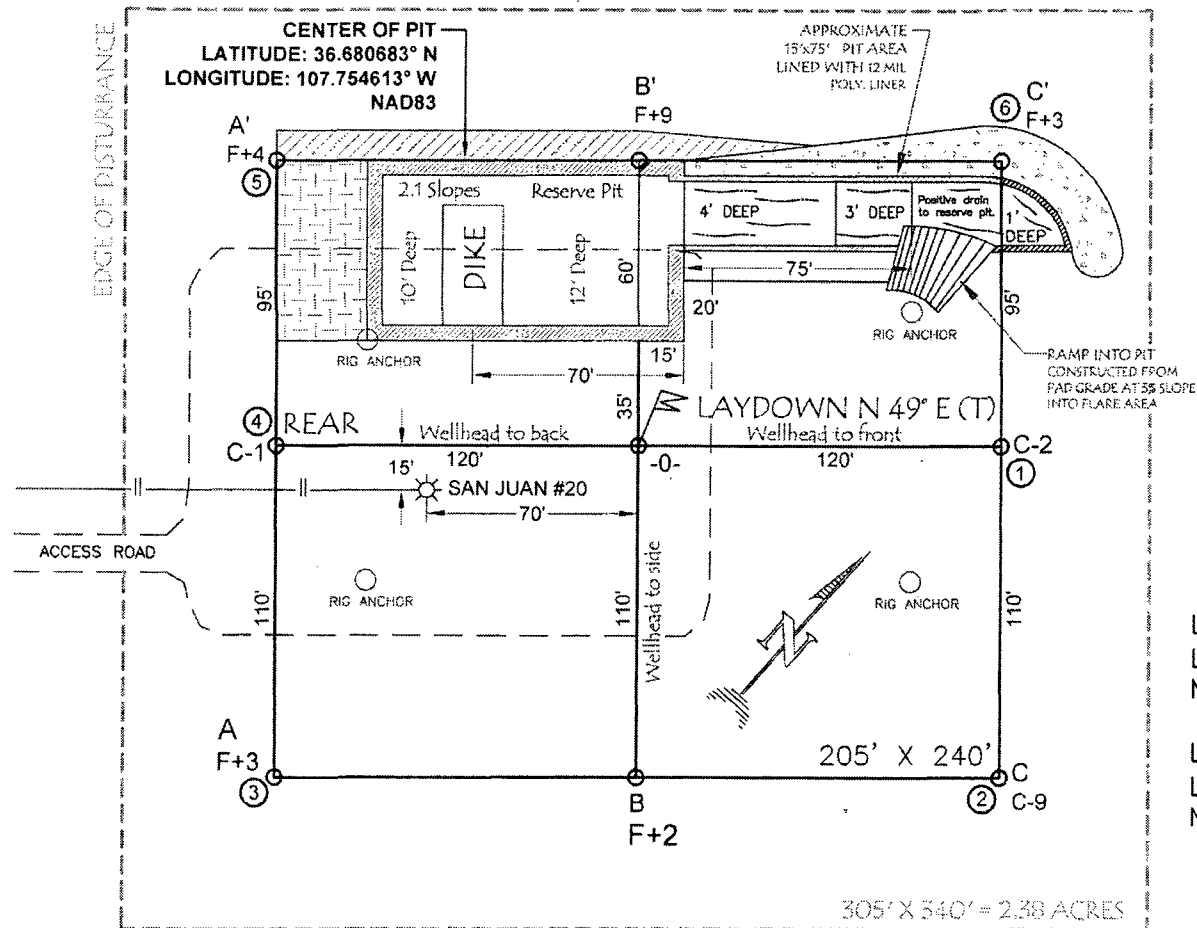 CENTER OF PIT
LATITUDE: 36.680683° N
LONGITUDE: 107.754613° W
NAD83
APPROXIMATE
15'x75' PIT AREA
LINED WITH 12 MIL
POLY. LINER
EDGE OF DISTURBANCE
A'
F+4
5
B'
F+9
6
C'
F+3
2:1 Slopes
Reserve Pit
10' Deep
DIKE
12' Deep
60'
4' DEEP
3' DEEP
Positive drain
to reserve pit.
1'
DEEP
75'
20'
95'
95'
RIG ANCHOR
RIG ANCHOR
15'
70'
35'
RAMP INTO PIT
CONSTRUCTED FROM
PAD GRADE AT 5% SLOPE
INTO FLARE AREA
LAYDOWN N 49° E (T)
4
REAR
C-1
Wellhead to back
120'
-0-
Wellhead to front
120'
C-2
1
15'
SAN JUAN #20
70'
ACCESS ROAD
RIG ANCHOR
RIG ANCHOR
110'
110'
110'
Wellhead to side
N
205' X 240'
A
F+3
3
B
F+2
C
2
C-9
305' X 340' = 2.38 ACRES
L
L
N
L
L
N